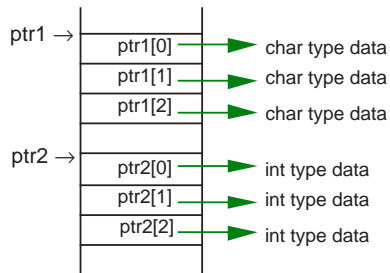 ptr1 →
ptr1[0] char type data
ptr1[1] char type data
ptr1[2] char type data
ptr2 →
ptr2[0] int type data
ptr2[1] int type data
ptr2[2] int type data